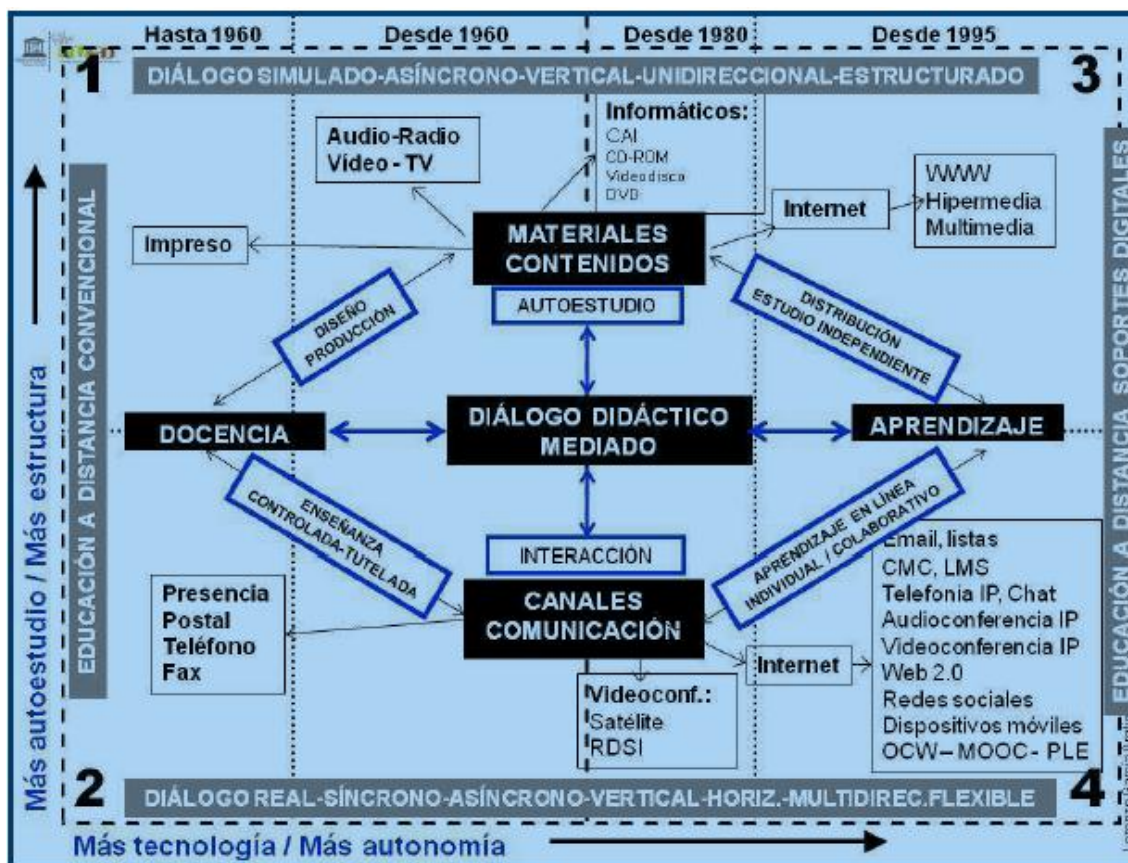 Hasta 1960
Desde 1960
Desde 1980
Desde 1995
1
DIÁLOGO SIMULADO-ASÍNCRONO-VERTICAL-UNIDIRECCIONAL-ESTRUCTURADO
3
Audio-Radio
Vídeo - TV
Informáticos:
CAI
CD-ROM
Videodisco
DVD
Impreso
MATERIALES
CONTENIDOS
Internet
WWW
Hipermedia
Multimedia
AUTOESTUDIO
DISEÑO
PRODUCCIÓN
DISTRIBUCIÓN
ESTUDIO INDEPENDIENTE
EDUCACIÓN A DISTANCIA CONVENCIONAL
EDUCACIÓN A DISTANCIA SOPORTES DIGITALES
Más autoestudio / Más estructura
DOCENCIA
DIÁLOGO DIDÁCTICO
MEDIADO
APRENDIZAJE
ENSEÑANZA
CONTROLADA-TUTELADA
INTERACCIÓN
APRENDIZAJE EN LÍNEA
INDIVIDUAL / COLABORATIVO
Presencia
Postal
Teléfono
Fax
CANALES
COMUNICACIÓN
Videoconf.:
Satélite
RDSI
Internet
Email, listas
CMC, LMS
Telefonía IP, Chat
Audioconferencia IP
Videoconferencia IP
Web 2.0
Redes sociales
Dispositivos móviles
OCW – MOOC - PLE
2
DIÁLOGO REAL-SÍNCRONO-ASÍNCRONO-VERTICAL-HORIZ.-MULTIDIREC.FLEXIBLE
4
Más tecnología / Más autonomía